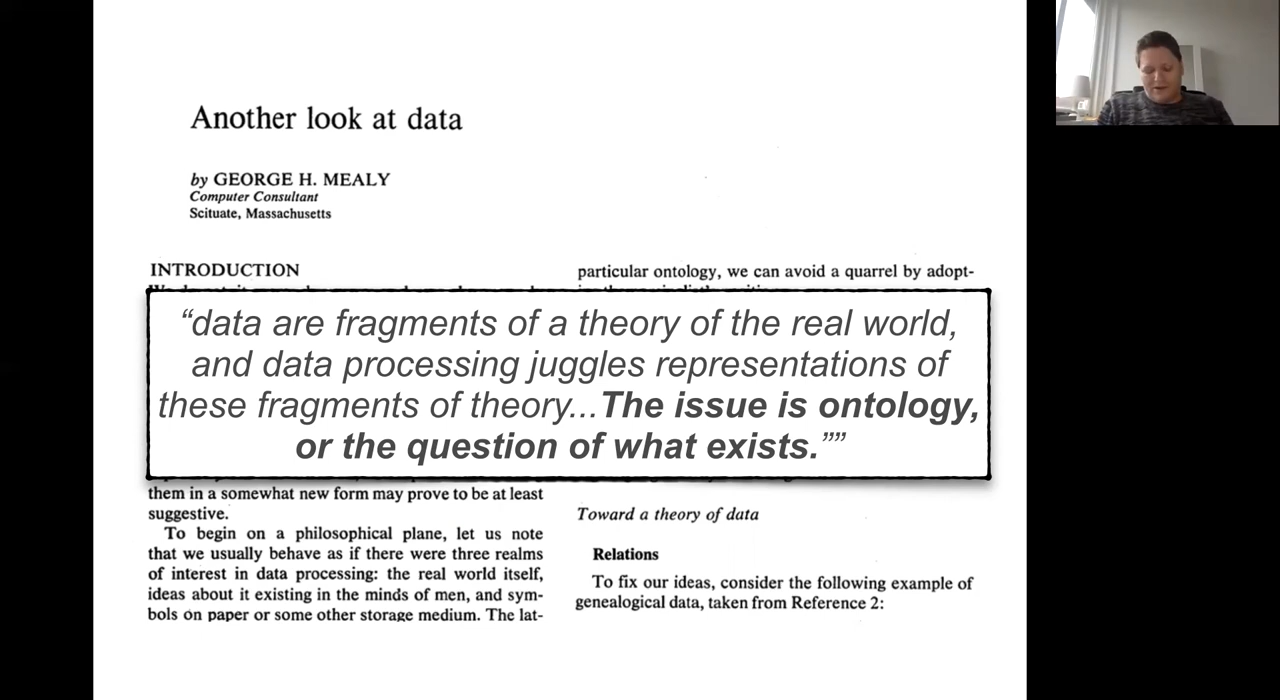 Another look at data
by GEORGE H. MEALY
Computer Consultant
Scituate, Massachusetts
INTRODUCTION
“data are fragments of a theory of the real world,
and data processing juggles representations of
these fragments of theory...The issue is ontology,
or the question of what exists.””
them in a somewhat new form may prove to be at least
suggestive.
To begin on a philosophical plane, let us note
that we usually behave as if there were three realms
of interest in data processing: the real world itself,
ideas about it existing in the minds of men, and sym-
bols on paper or some other storage medium. The lat-
particular ontology, we can avoid a quarrel by adopt-
Toward a theory of data
Relations
To fix our ideas, consider the following example of
genealogical data, taken from Reference 2: